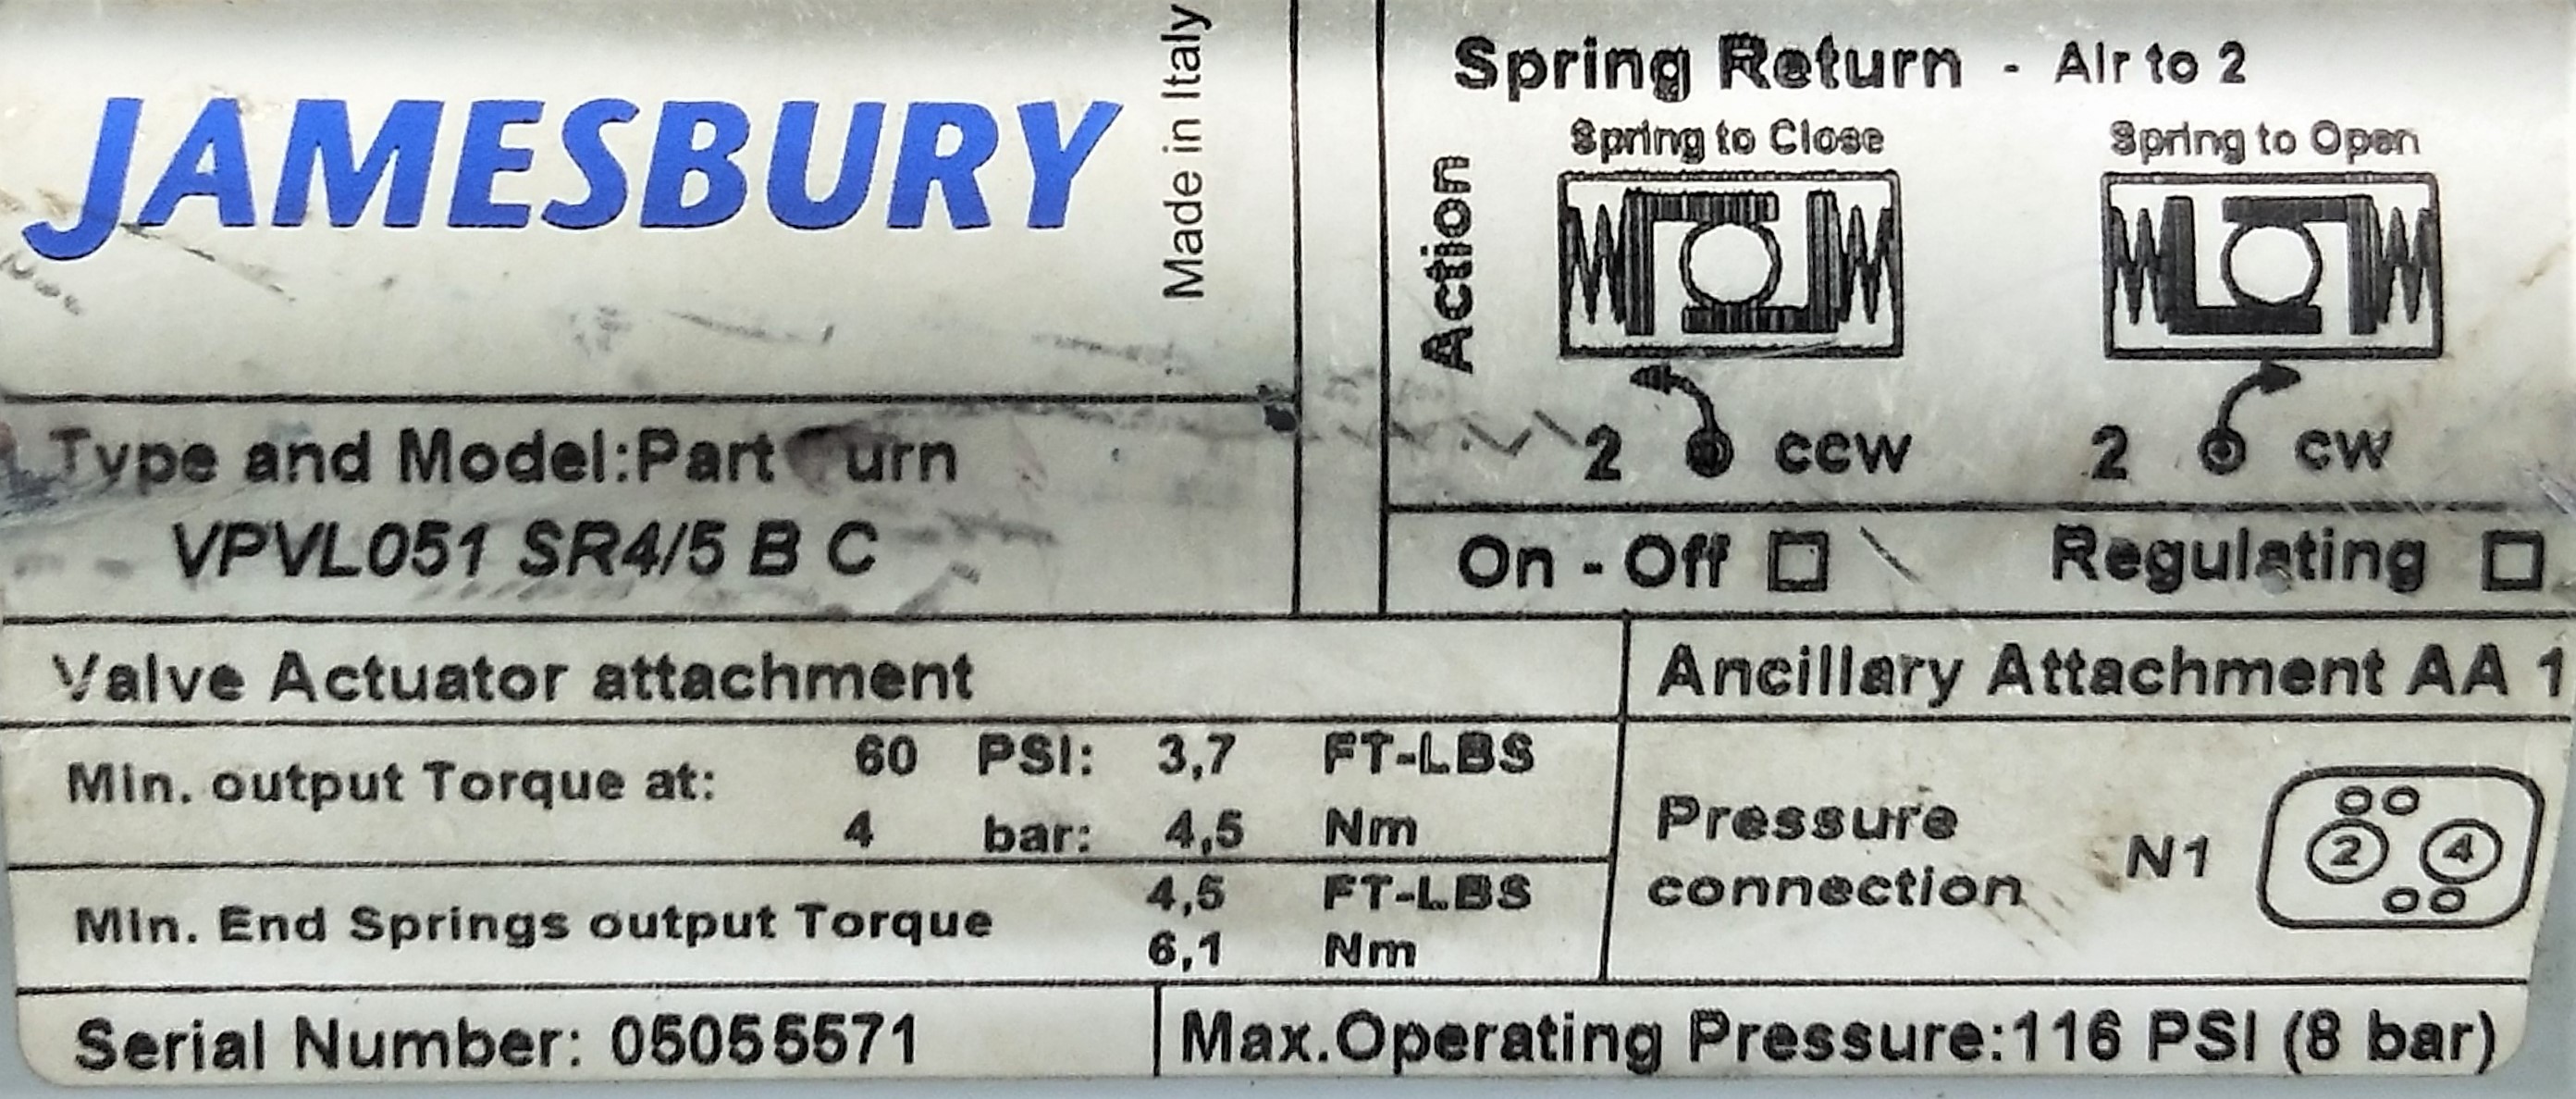 JAMESBURY
Made in Italy
Type and Model:Part urn
VPVL051 SR4/5 B C
Spring Return - Air to 2
Action
Spring to Close Spring to Open
2 ccw 2 cw
On - Off Regulating
Valve Actuator attachment
Ancillary Attachment AA 1
Min. output Torque at: 60 PSI: 3,7 FT-LBS
4 bar: 4,5 Nm
Min. End Springs output Torque 4,5 FT-LBS
6,1 Nm
Pressure
connection N1 2 4
Serial Number: 05055571
Max.Operating Pressure:116 PSI (8 bar)